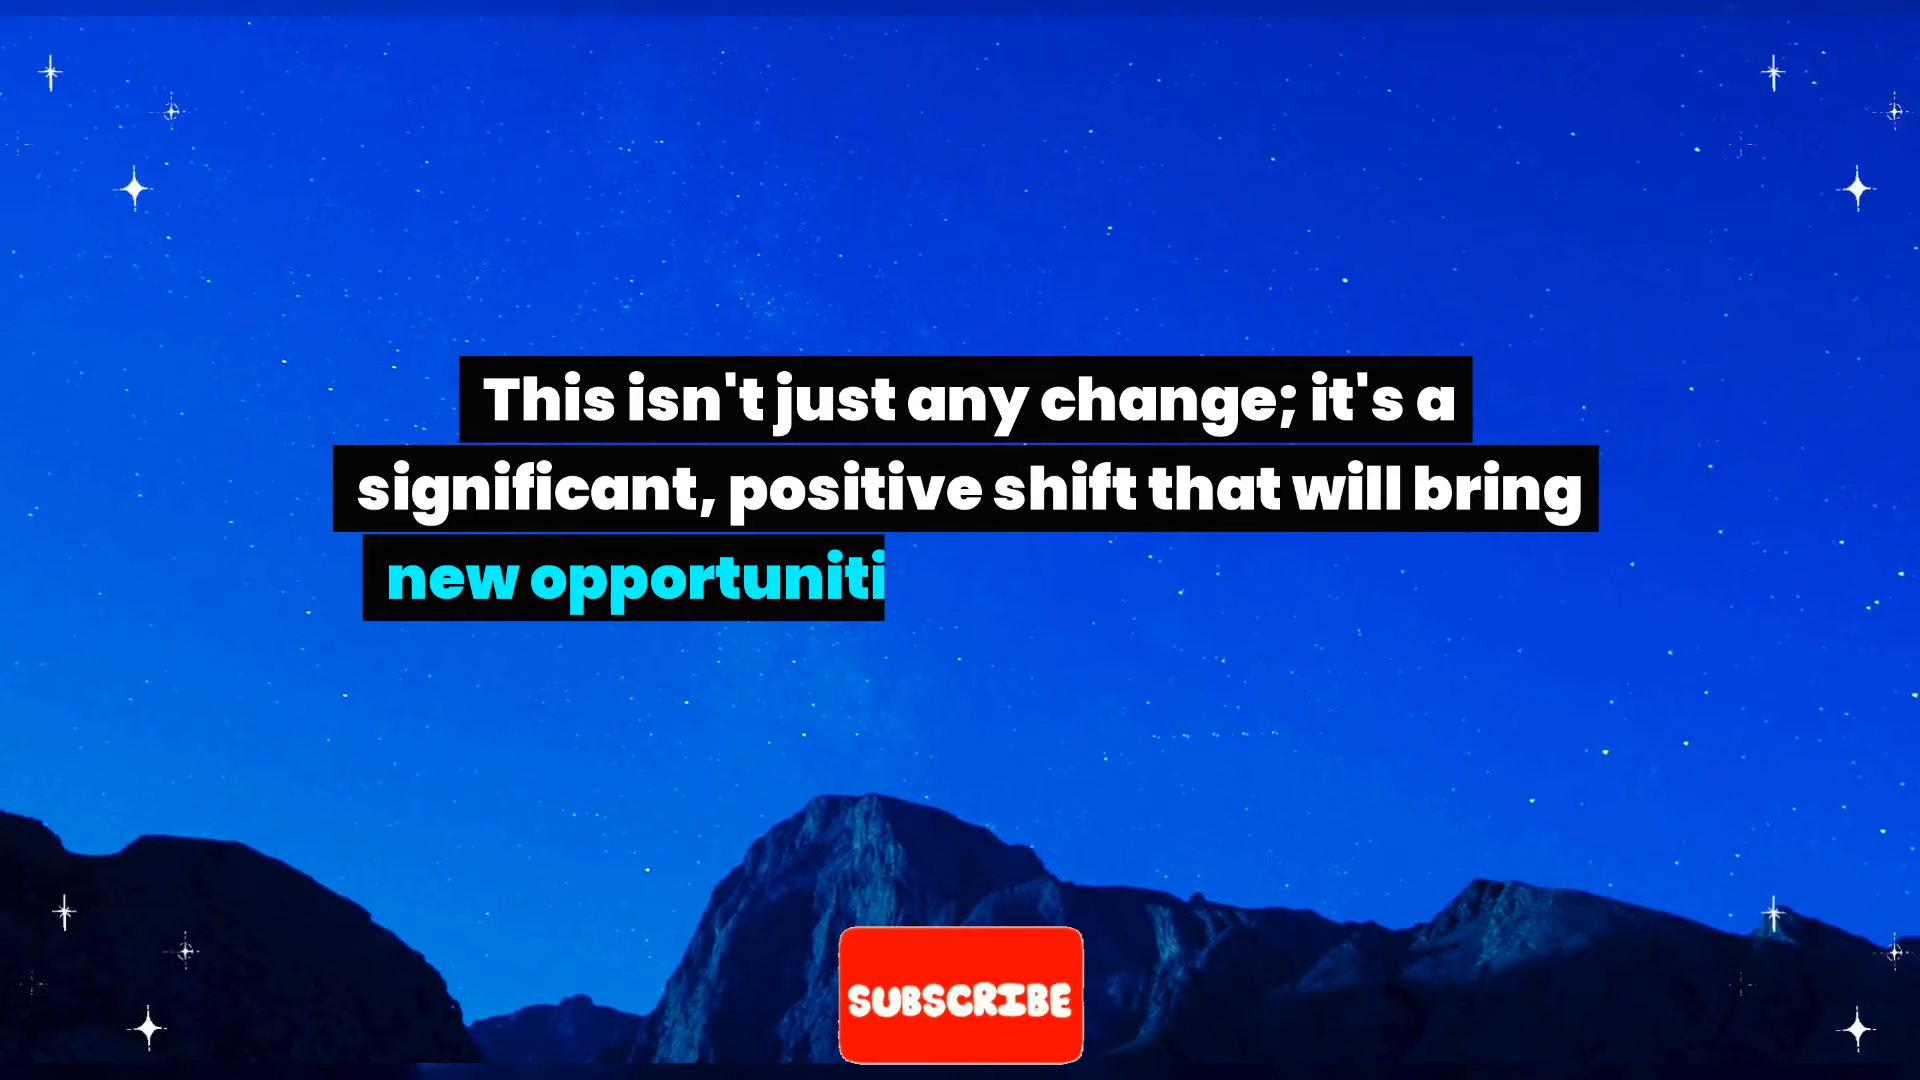 This isn't just any change; it's a
significant, positive shift that will bring
new opportuniti
SUBSCRIBE